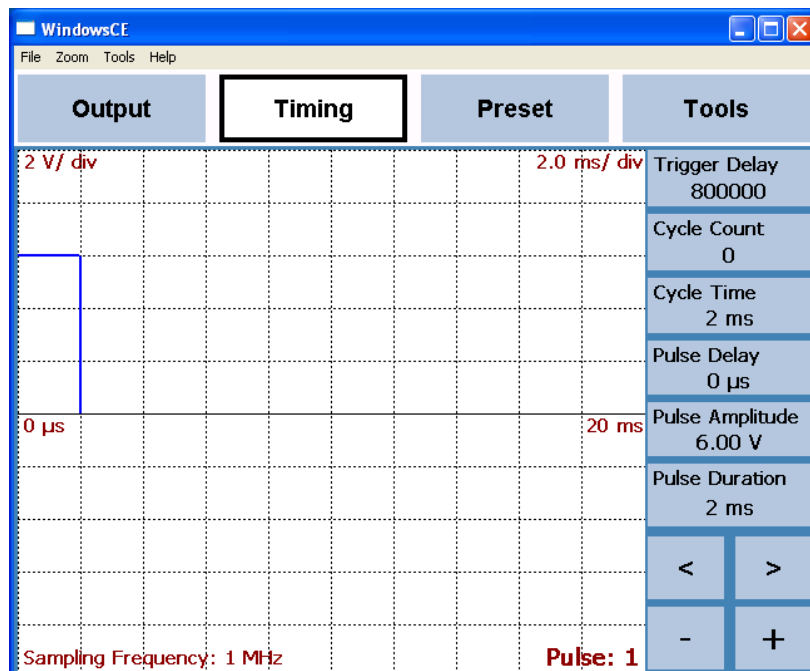 WindowsCE
File Zoom Tools Help
Output Timing Preset Tools
2 V/ div 2.0 ms/ div
Trigger Delay
800000
Cycle Count
0
Cycle Time
2 ms
Pulse Delay
0 µs
0 µs 20 ms
Pulse Amplitude
6.00 V
Pulse Duration
2 ms
< >
- +
Sampling Frequency: 1 MHz Pulse: 1